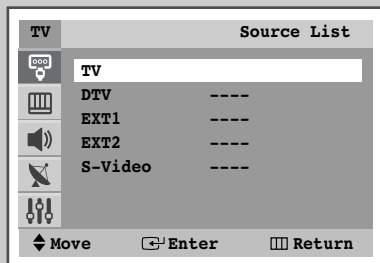 TV Source List
TV
DTV ----
EXT1 ----
EXT2 ----
S-Video ----
Move Enter Return